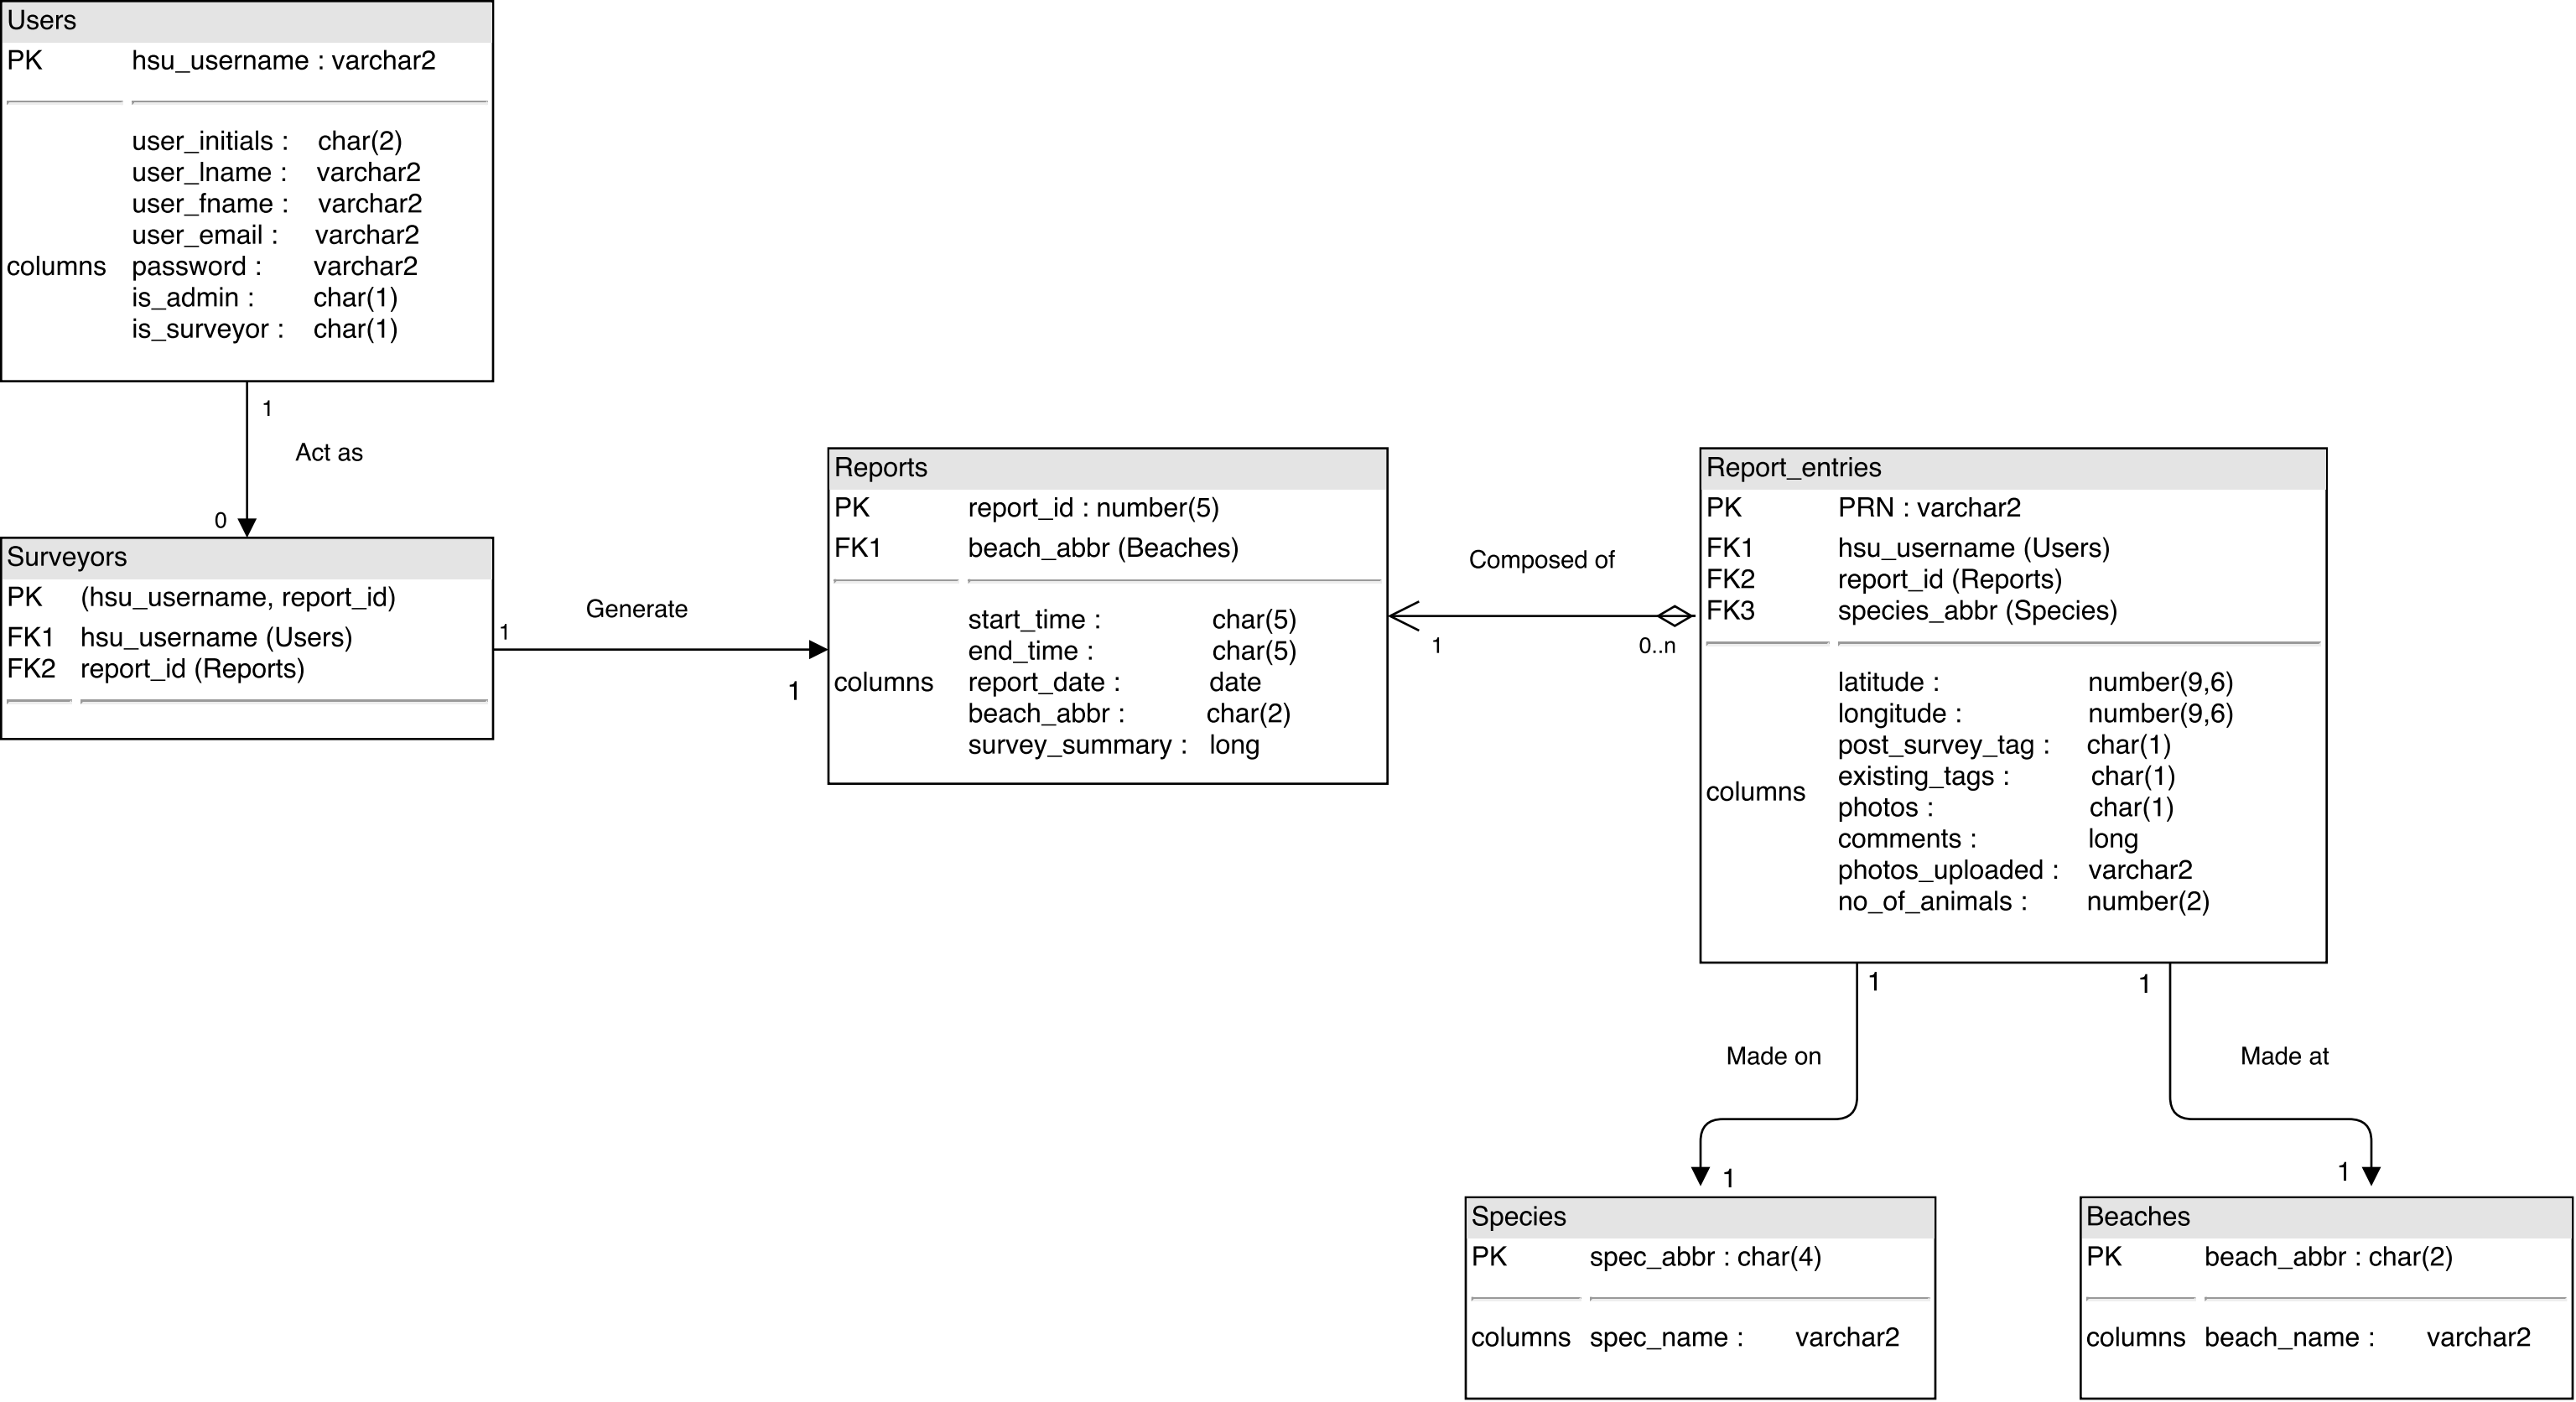 Users
PK hsu_username : varchar2
user_initials : char(2)
user_lname : varchar2
user_fname : varchar2
user_email : varchar2
columns password : varchar2
is_admin : char(1)
is_surveyor : char(1)
1
Act as
0
Surveyors
PK (hsu_username, report_id)
FK1 hsu_username (Users)
FK2 report_id (Reports)
1
Generate
1
Reports
PK report_id : number(5)
FK1 beach_abbr (Beaches)
start_time : char(5)
end_time : char(5)
columns report_date : date
beach_abbr : char(2)
survey_summary : long
Composed of
1
0..n
Report_entries
PK PRN : varchar2
FK1 hsu_username (Users)
FK2 report_id (Reports)
FK3 species_abbr (Species)
latitude : number(9,6)
longitude : number(9,6)
post_survey_tag : char(1)
existing_tags : char(1)
columns
photos : char(1)
comments : long
photos_uploaded : varchar2
no_of_animals : number(2)
1
Made on
1
1
Made at
1
Species
PK spec_abbr : char(4)
columns spec_name : varchar2
Beaches
PK beach_abbr : char(2)
columns beach_name : varchar2